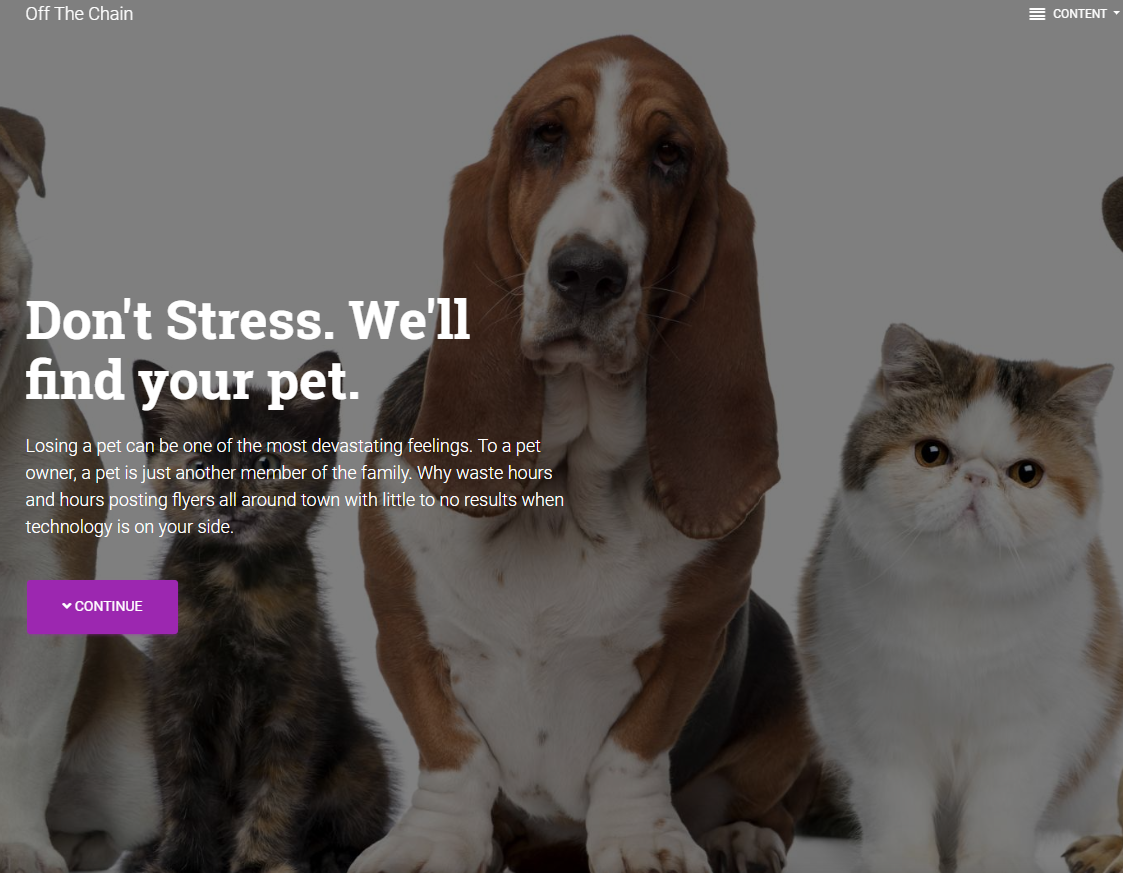 Off The Chain
CONTENT
Don't Stress. We'll
find your pet.
Losing a pet can be one of the most devastating feelings. To a pet
owner, a pet is just another member of the family. Why waste hours
and hours posting flyers all around town with little to no results when
technology is on your side.
CONTINUE